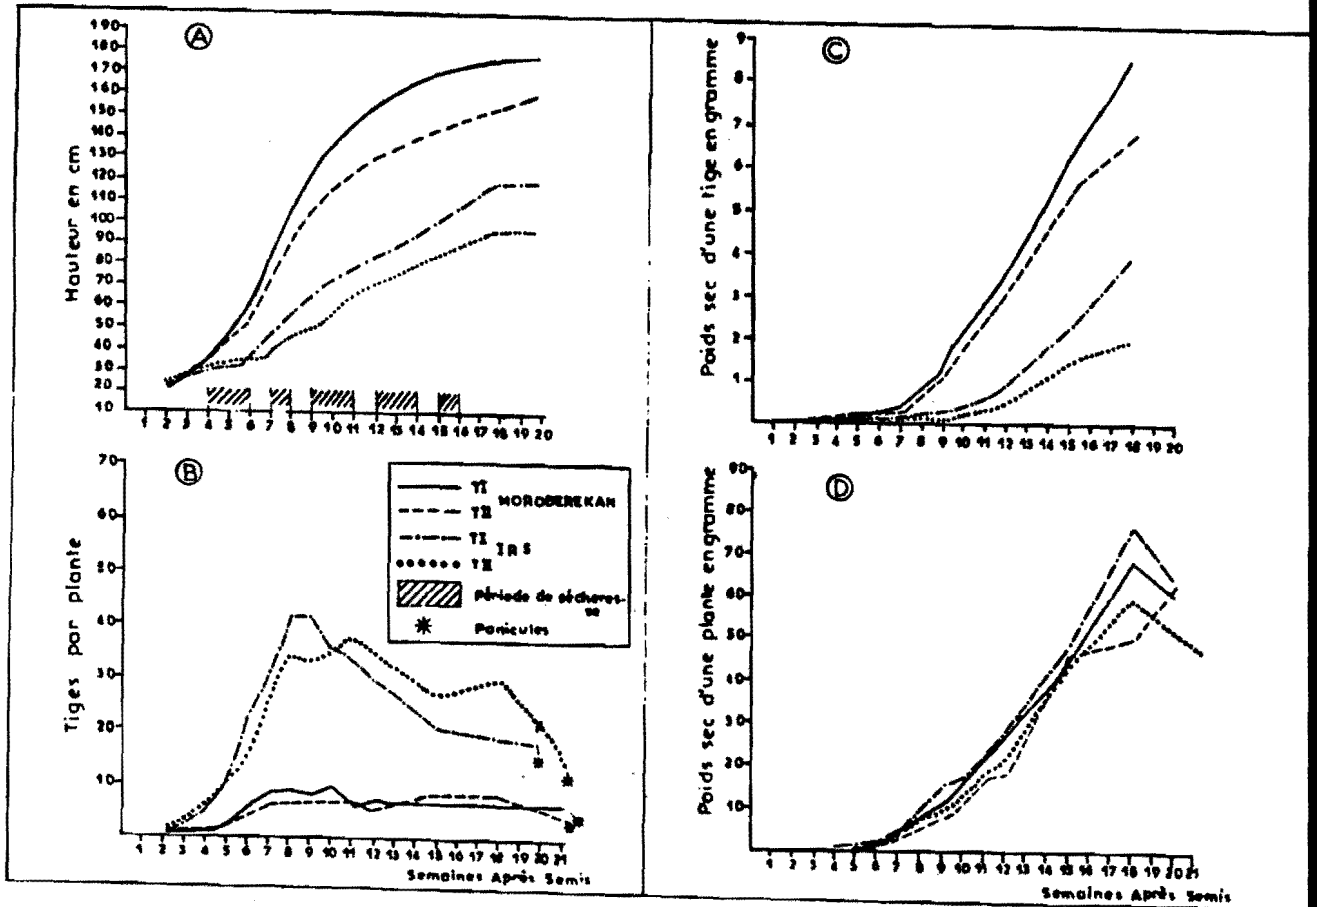 A
Hauteur en cm
190
180
170
160
150
140
130
120
110
100
90
80
70
60
50
40
30
20
10
1 2 3 4 5 6 7 8 9 10 11 12 13 14 15 16 17 18 19 20
B
Tiges par plante
70
60
50
40
30
20
10
TI
MOROBEREKAN
TII
TI
IR5
TII
Période de sécheres-
se
Panicules
1 2 3 4 5 6 7 8 9 10 11 12 13 14 15 16 17 18 19 20 21
Semaines Après Semis
C
Poids sec d'une tige en gramme
9
8
7
6
5
4
3
2
1
1 2 3 4 5 6 7 8 9 10 11 12 13 14 15 16 17 18 19 20
D
Poids sec d'une plante en gramme
90
80
70
60
50
40
30
20
10
1 2 3 4 5 6 7 8 9 10 11 12 13 14 15 16 17 18 19 20 21
Semaines Après Semis